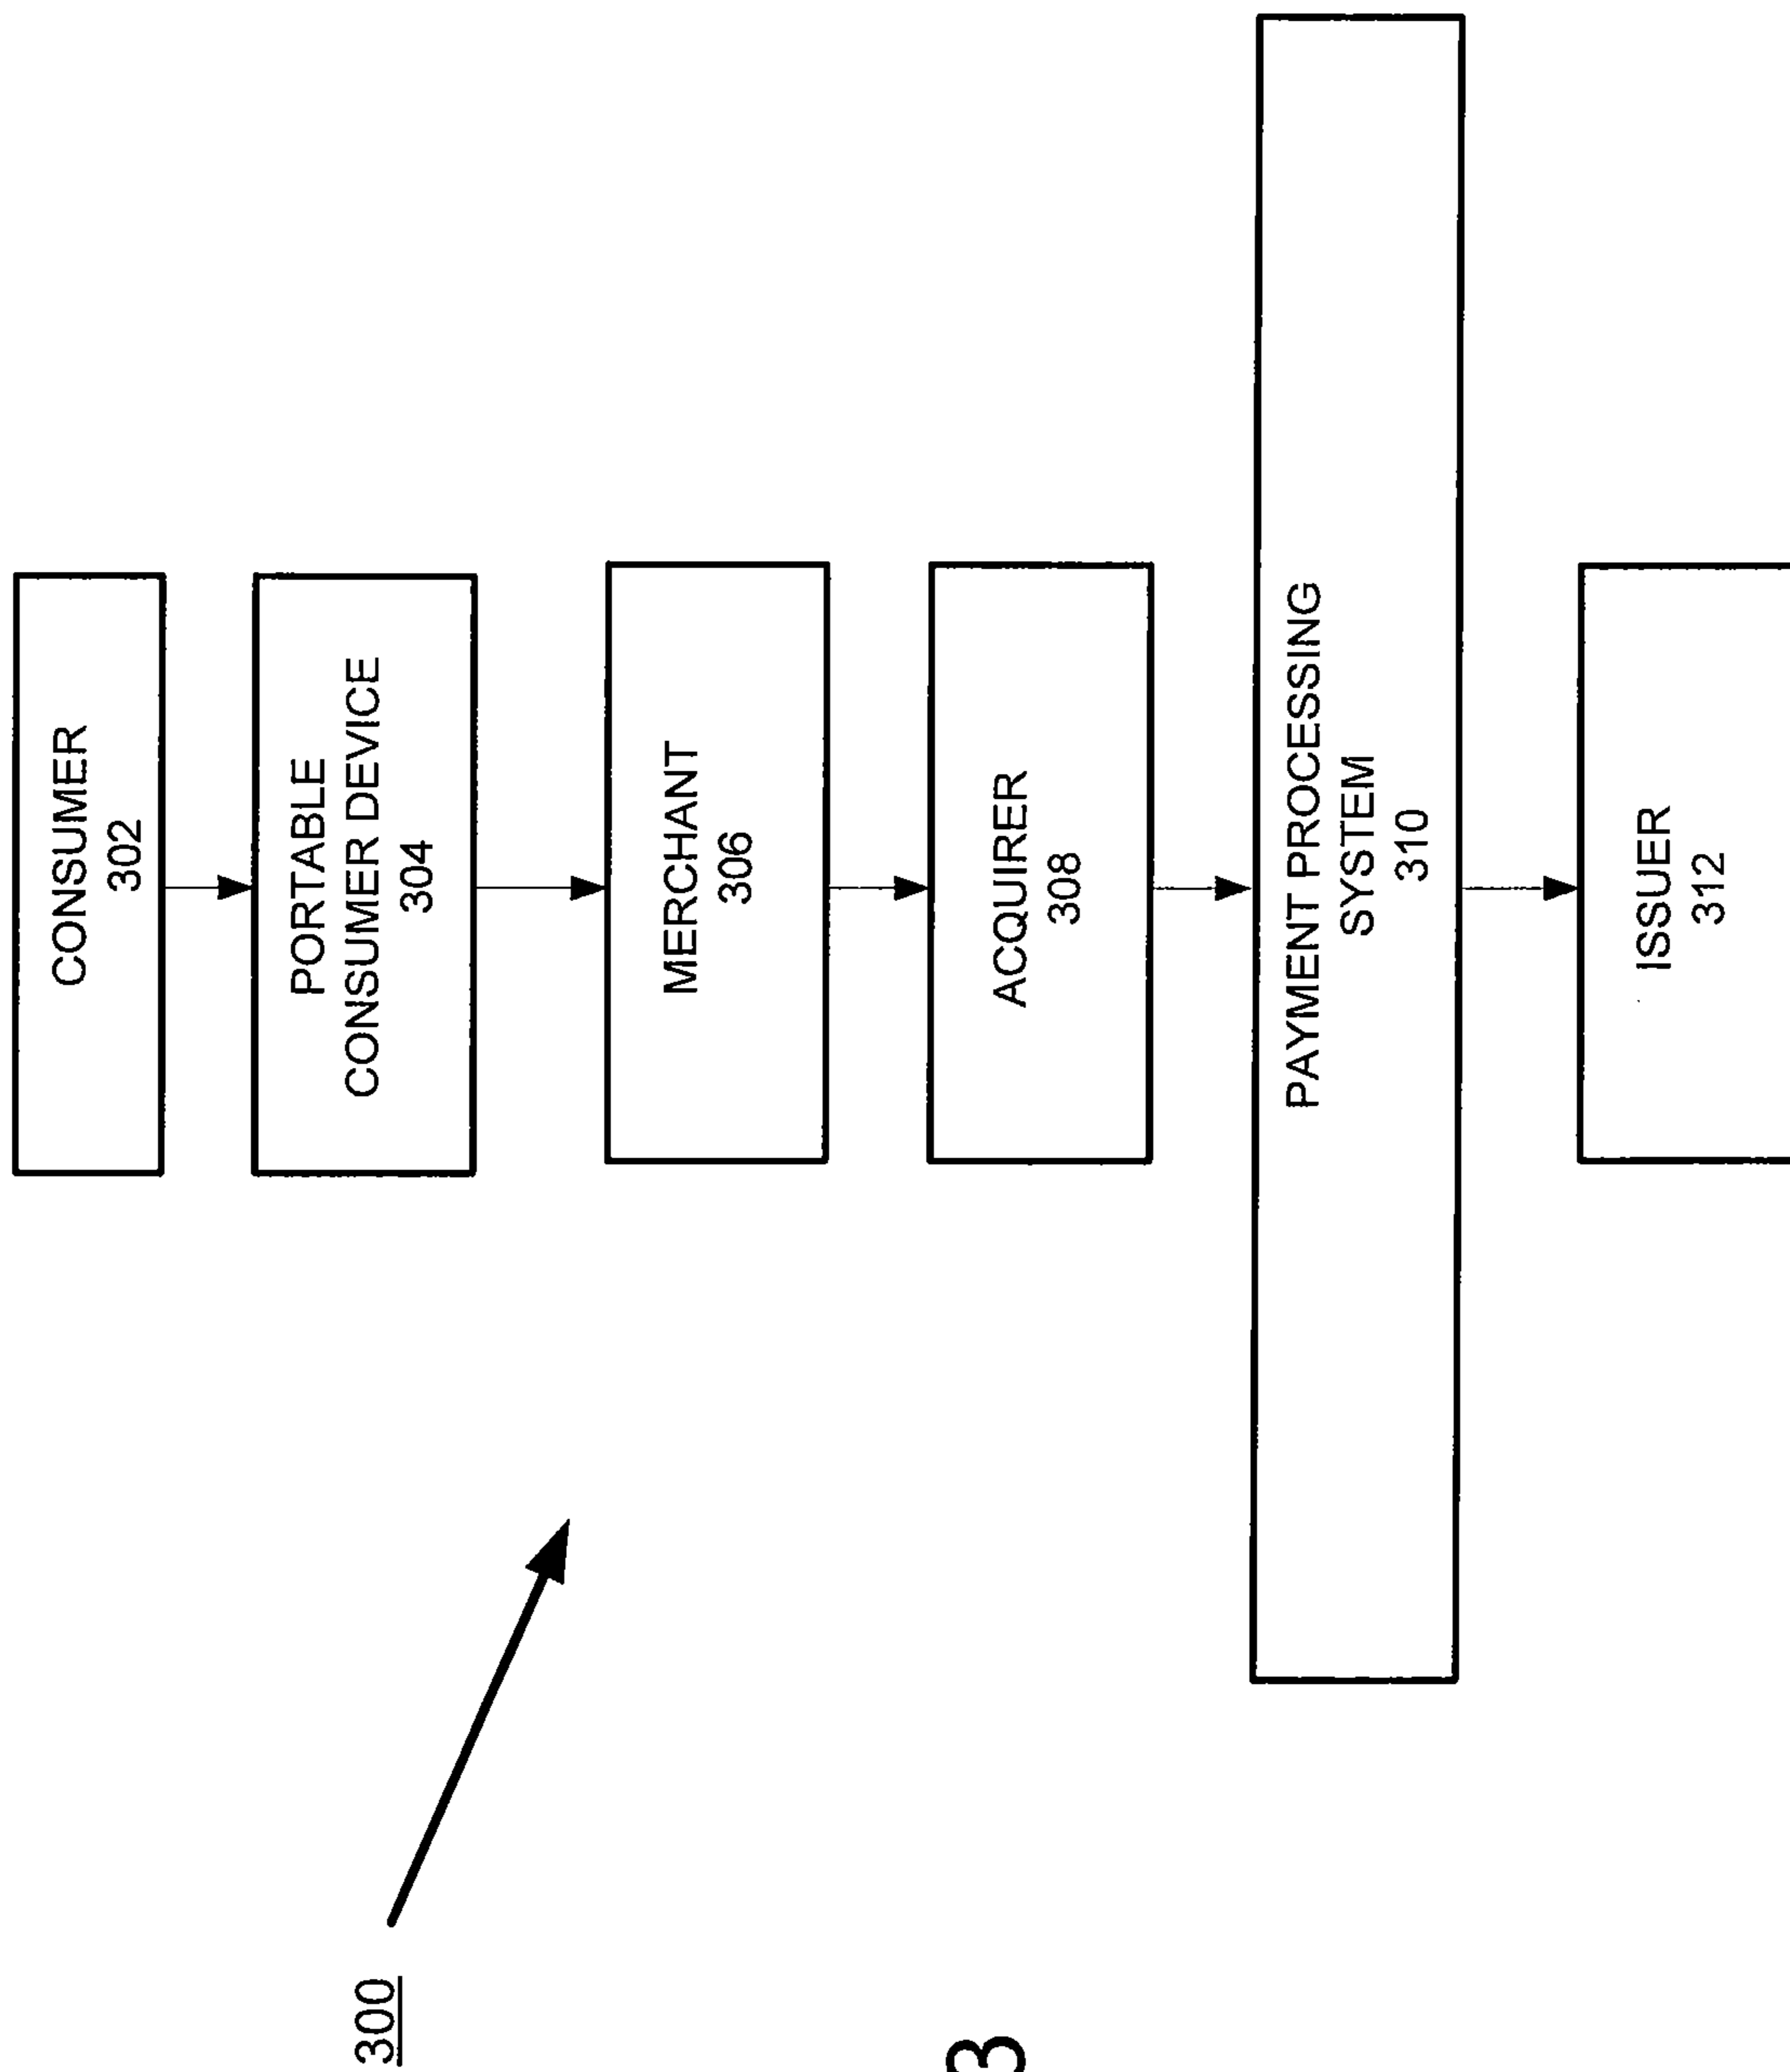 CONSUMER
302
PORTABLE
CONSUMER DEVICE
304
MERCHANT
306
ACQUIRER
308
PAYMENT PROCESSING
SYSTEM
310
ISSUER
312
300
3